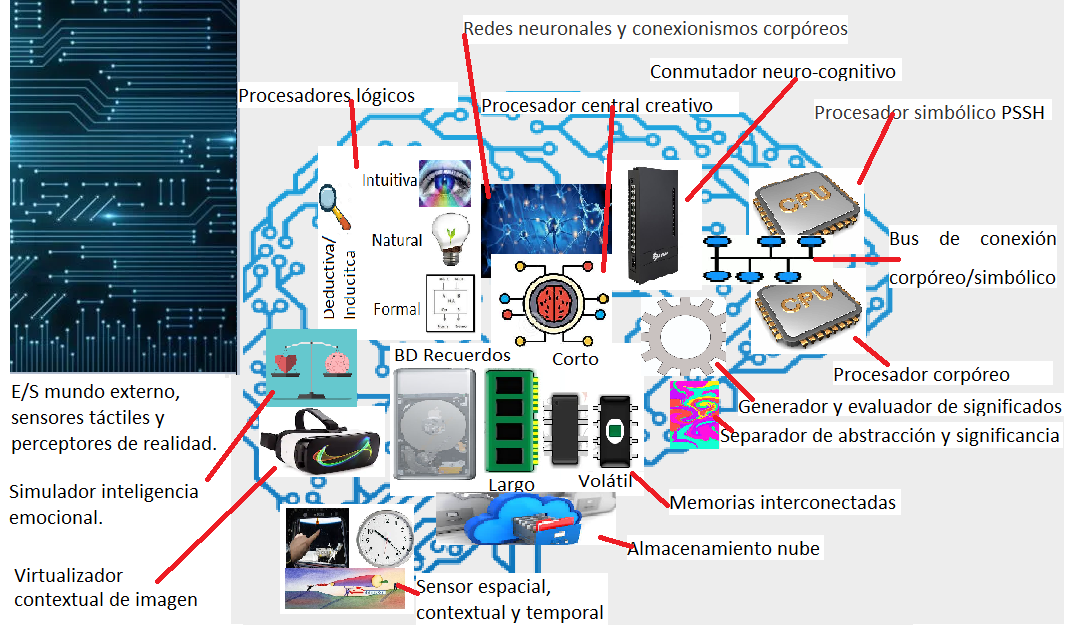 Redes neuronales y conexionismos corpóreos
Conmutador neuro-cognitivo
Procesadores lógicos
Procesador central creativo
Procesador simbólico PSSH
Intuitiva
Natural
Deductiva/
Inducuitca
Formal
CPU
Bus de conexión
corpóreo/simbólico
CPU
BD Recuerdos
Corto
Procesador corpóreo
E/S mundo externo,
sensores táctiles y
perceptores de realidad.
Generador y evaluador de significados
Separador de abstracción y significancia
Simulador inteligencia
emocional.
Largo
Volátil
Memorias interconectadas
Almacenamiento nube
Virtualizador
contextual de imagen
Sensor espacial,
contextual y temporal